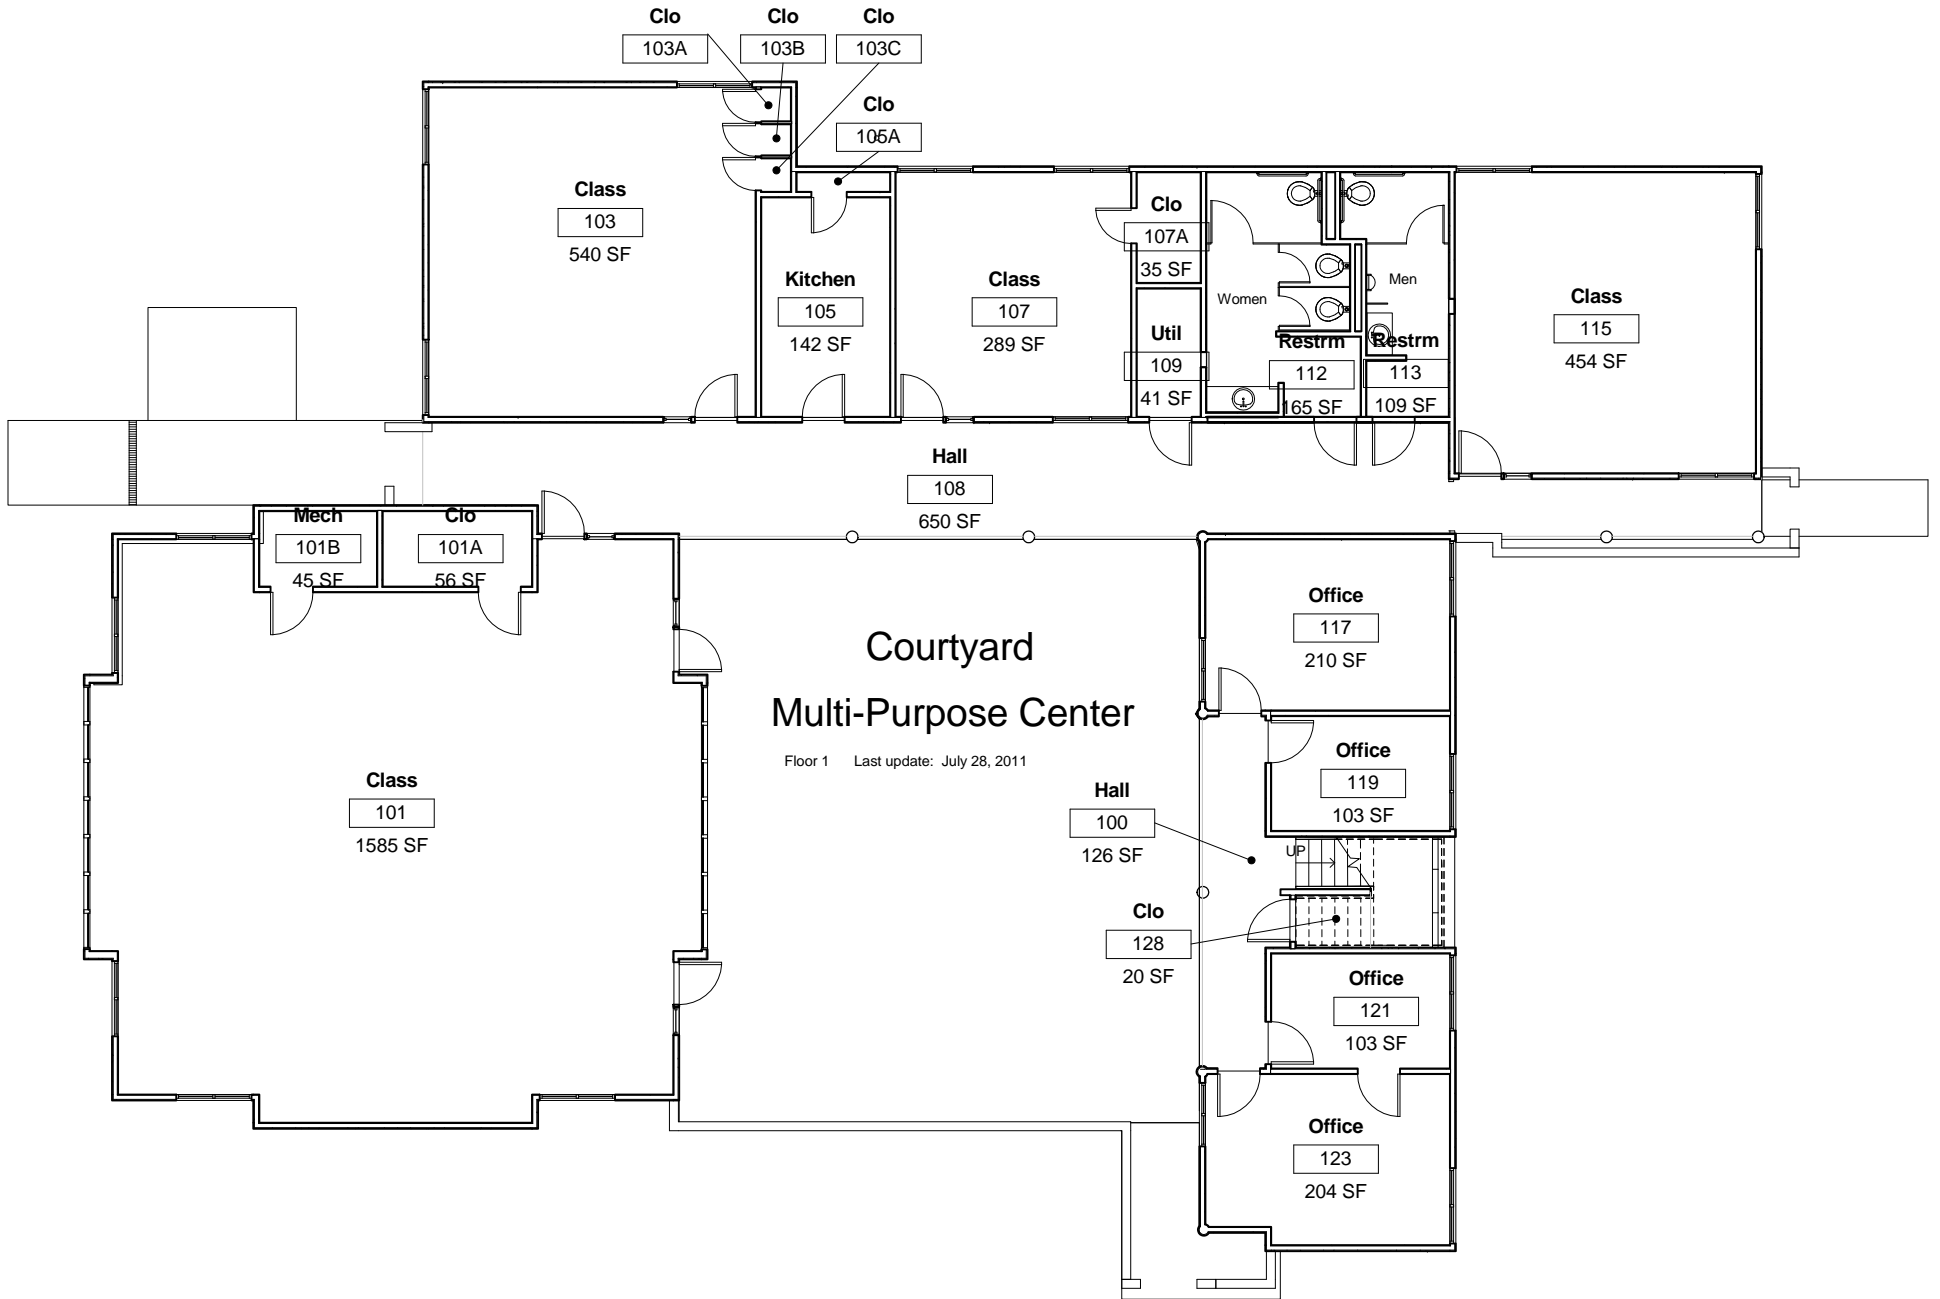 Clo
103A
Clo
103B
Clo
103C
Clo
105A
Class
103
540 SF
Kitchen
105
142 SF
Class
107
289 SF
Clo
107A
35 SF
Util
109
41 SF
Women
Men
Restrm
112
165 SF
Restrm
113
109 SF
Class
115
454 SF
Hall
108
650 SF
Mech
101B
45 SF
Clo
101A
56 SF
Courtyard
Multi-Purpose Center
Floor 1 Last update: July 28, 2011
Class
101
1585 SF
Office
117
210 SF
Office
119
103 SF
Hall
100
126 SF
UP
Clo
128
20 SF
Office
121
103 SF
Office
123
204 SF